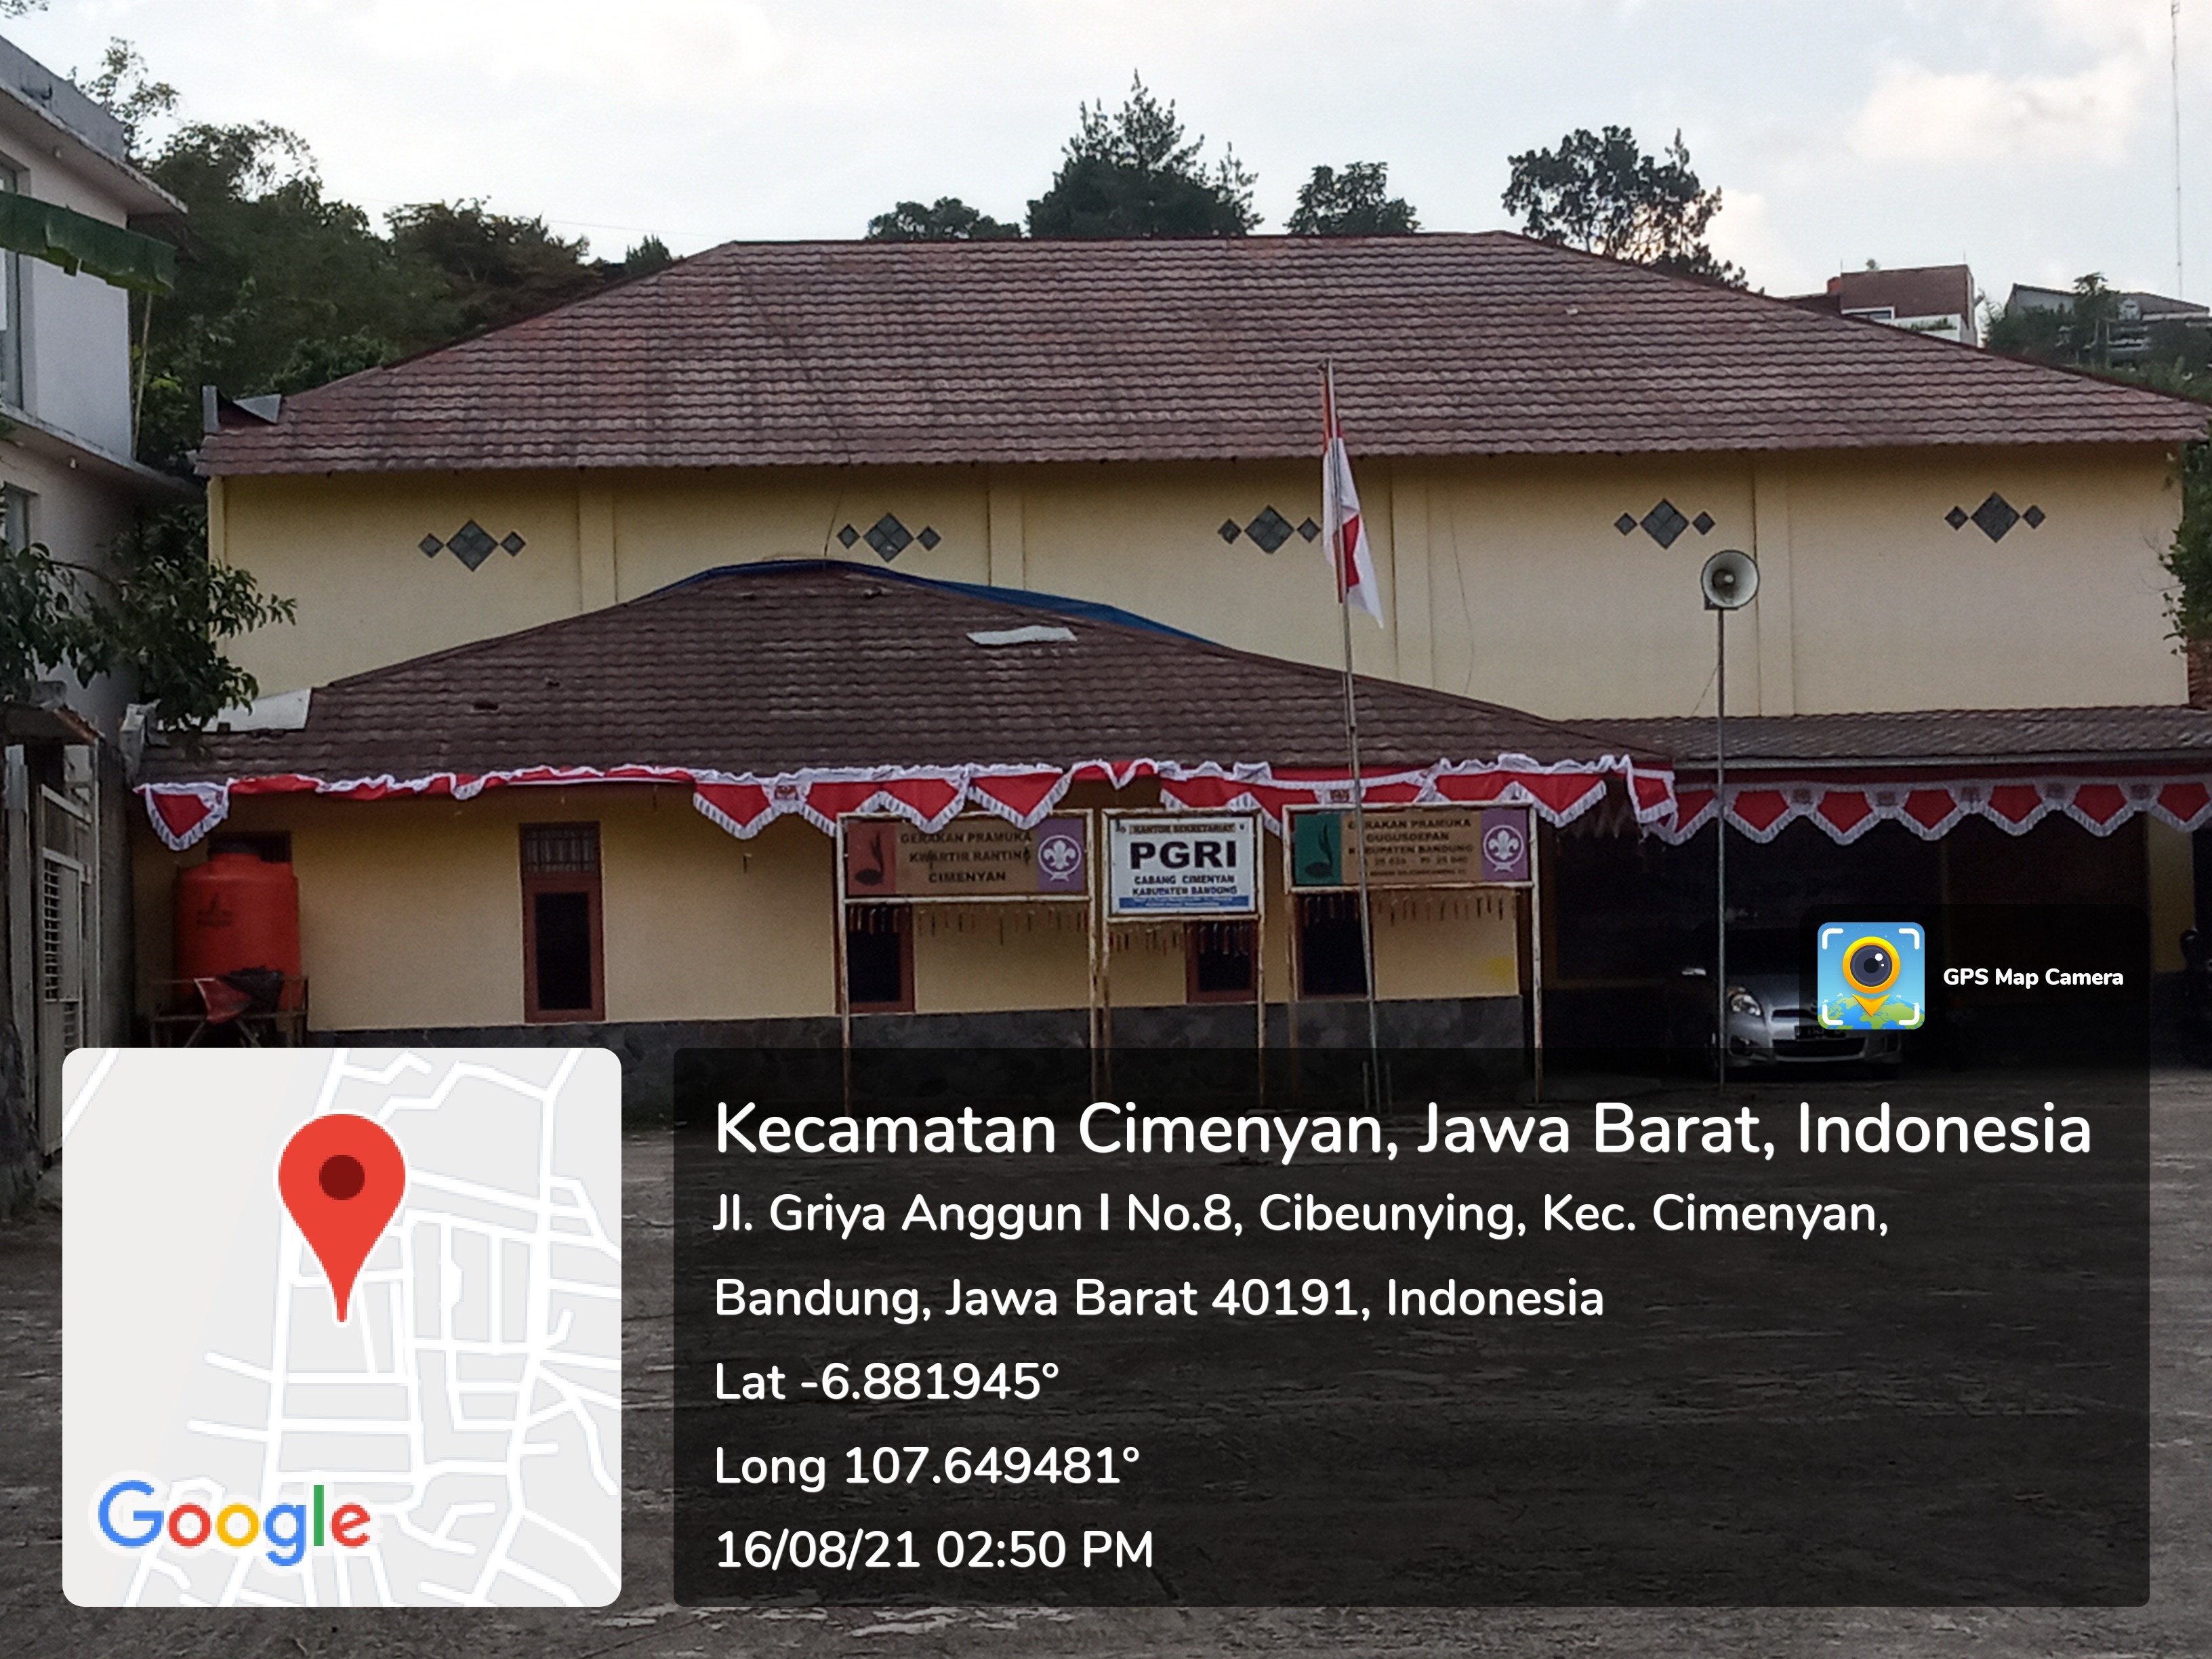 GERAKAN PRAMUKA
KWARTIR RANTING
CIMENYAN
KANTOR SEKRETARIAT
PGRI
CABANG CIMENYAN
KABUPATEN BANDUNG
GERAKAN PRAMUKA
GUGUSDEPAN
KABUPATEN BANDUNG
GPS Map Camera
Kecamatan Cimenyan, Jawa Barat, Indonesia
Jl. Griya Anggun I No.8, Cibeunying, Kec. Cimenyan,
Bandung, Jawa Barat 40191, Indonesia
Lat -6.881945°
Long 107.649481°
16/08/21 02:50 PM
Google